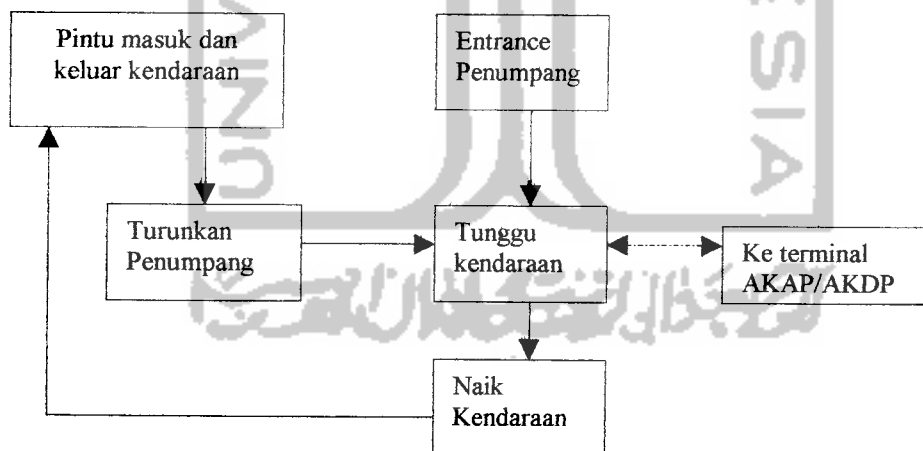 Pintu masuk dan
keluar kendaraan
Entrance
Penumpang
Turunkan
Penumpang
Tunggu
kendaraan
Ke terminal
AKAP/AKDP
Naik
Kendaraan